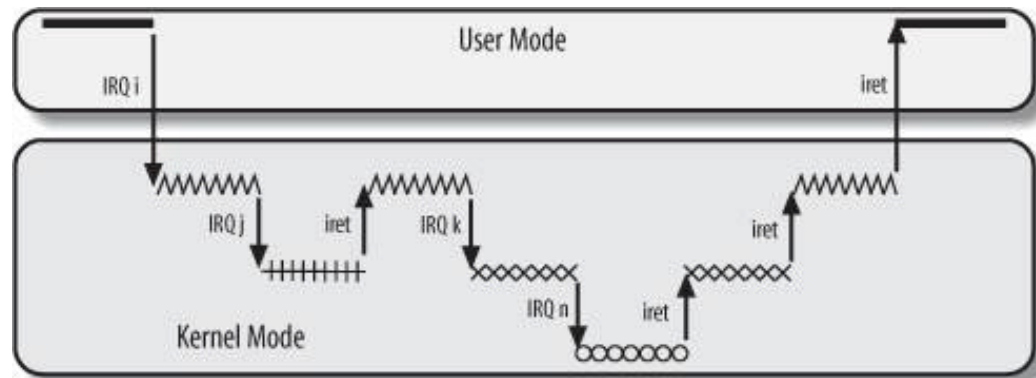 User Mode
IRQ i
iret
IRQ j
iret
IRQ k
iret
IRQ n
iret
Kernel Mode